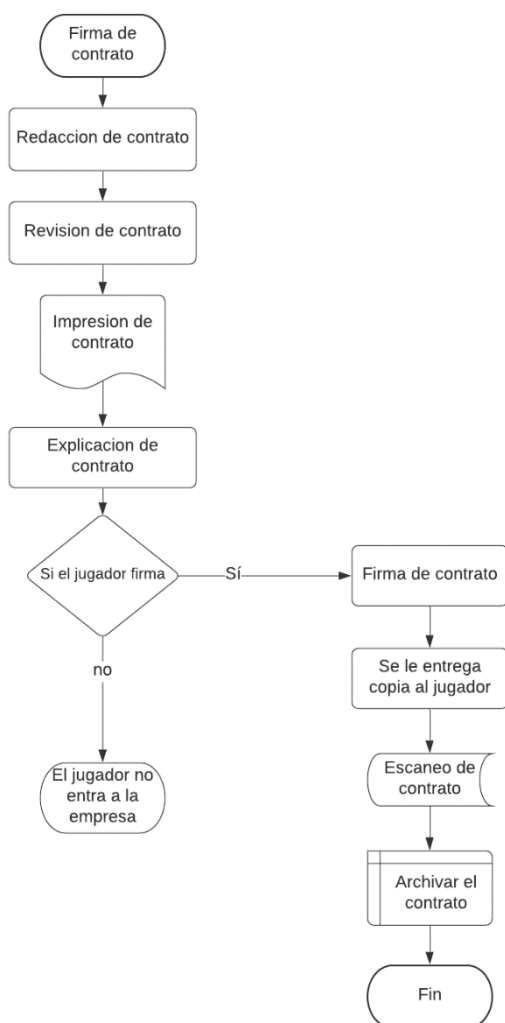 Firma de
contrato
Redaccion de contrato
Revision de contrato
Impresion de
contrato
Explicacion de
contrato
Si el jugador firma
Sí
Firma de contrato
no
Se le entrega
copia al jugador
El jugador no
entra a la
empresa
Escaneo de
contrato
Archivar el
contrato
Fin